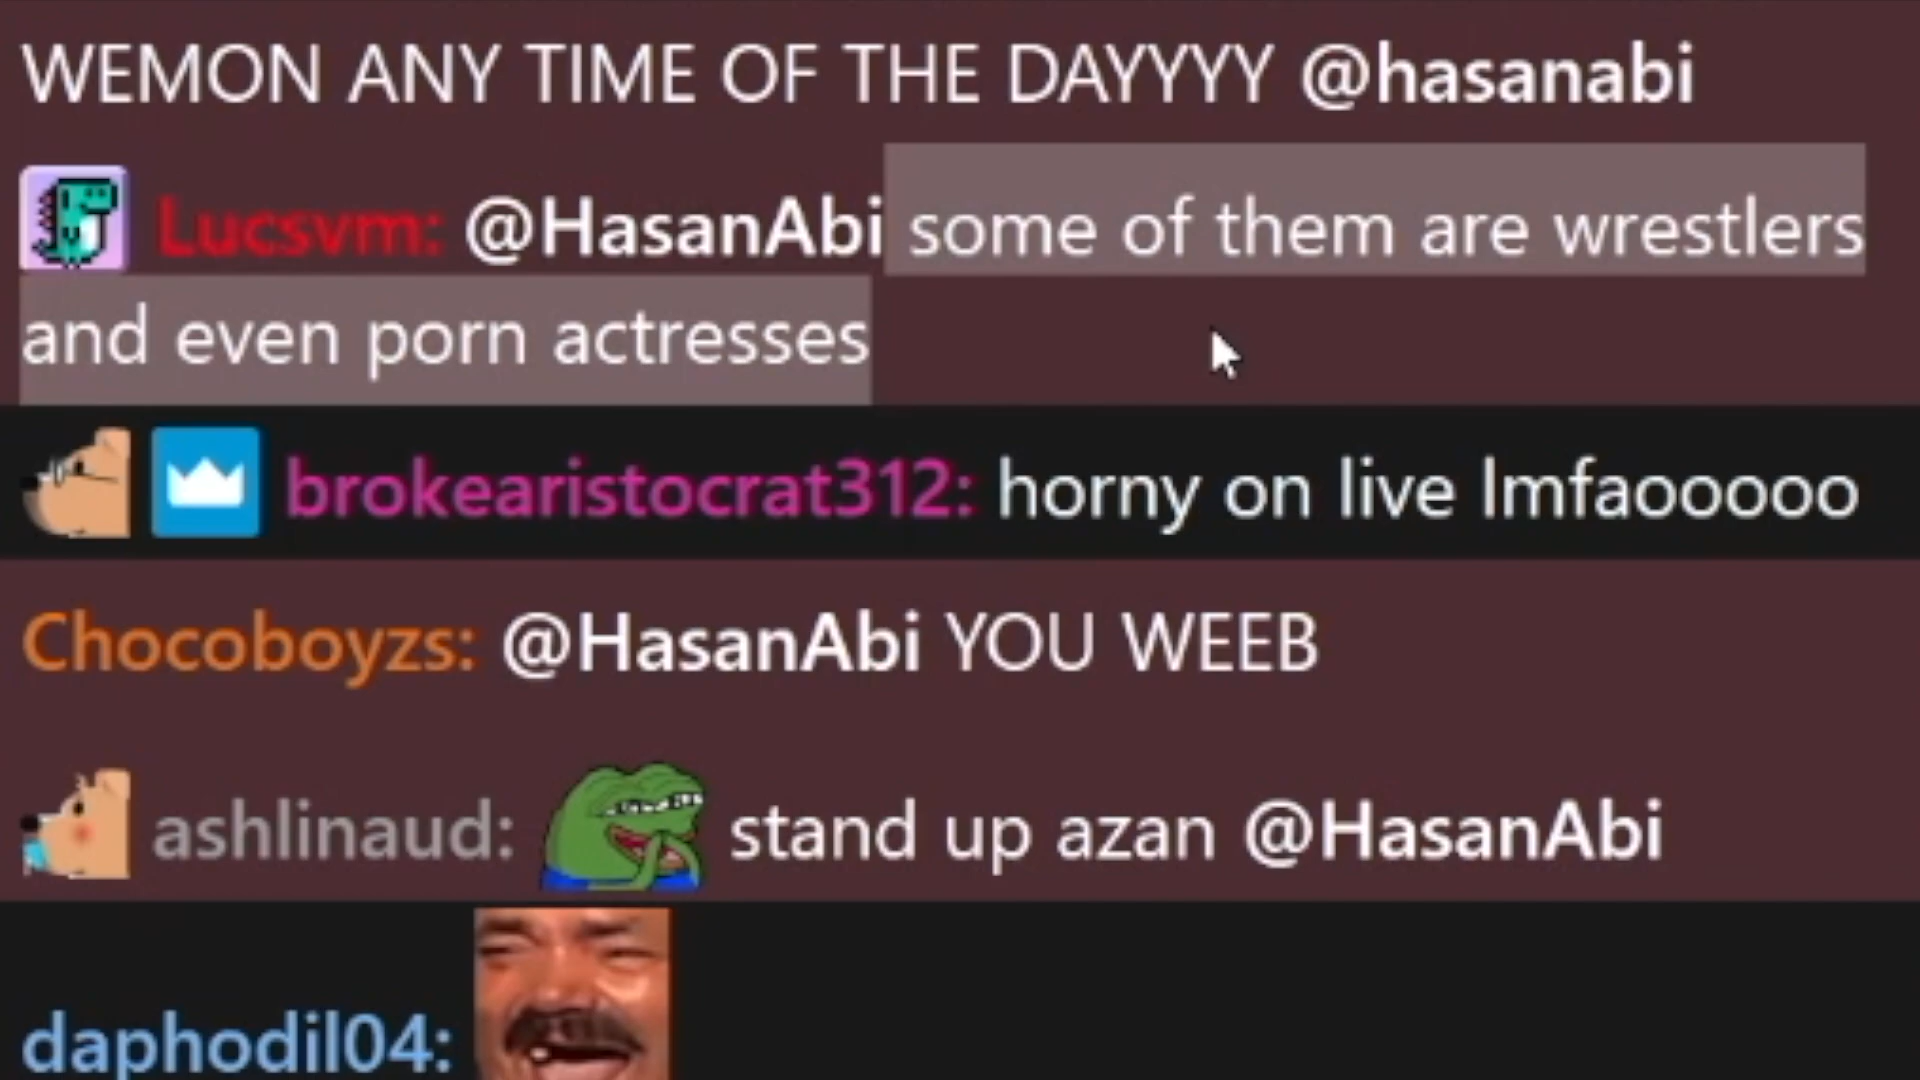 WEMON ANY TIME OF THE DAYYYY @hasanabi
Lucsvm: @HasanAbi some of them are wrestlers
and even porn actresses
brokearistocrat312: horny on live lmfaooooo
Chocoboyzs: @HasanAbi YOU WEEB
ashlinaud: stand up azan @HasanAbi
daphodil04: